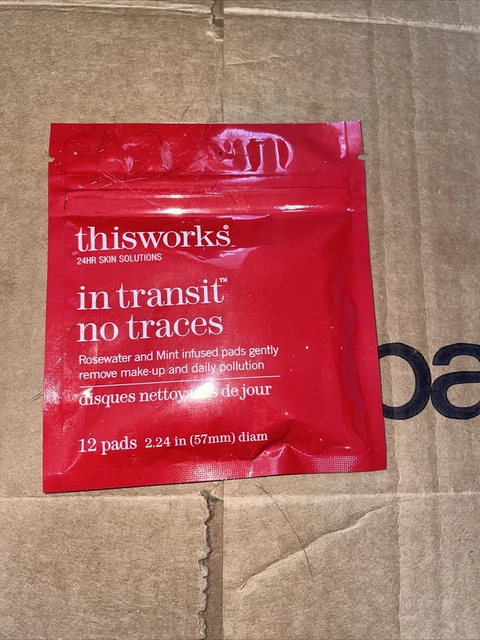 thisworks
24HR SKIN SOLUTIONS
in transit™
no traces
Rosewater and Mint infused pads gently
remove make-up and daily pollution
disques nettoyants de jour
12 pads 2.24 in (57mm) diam